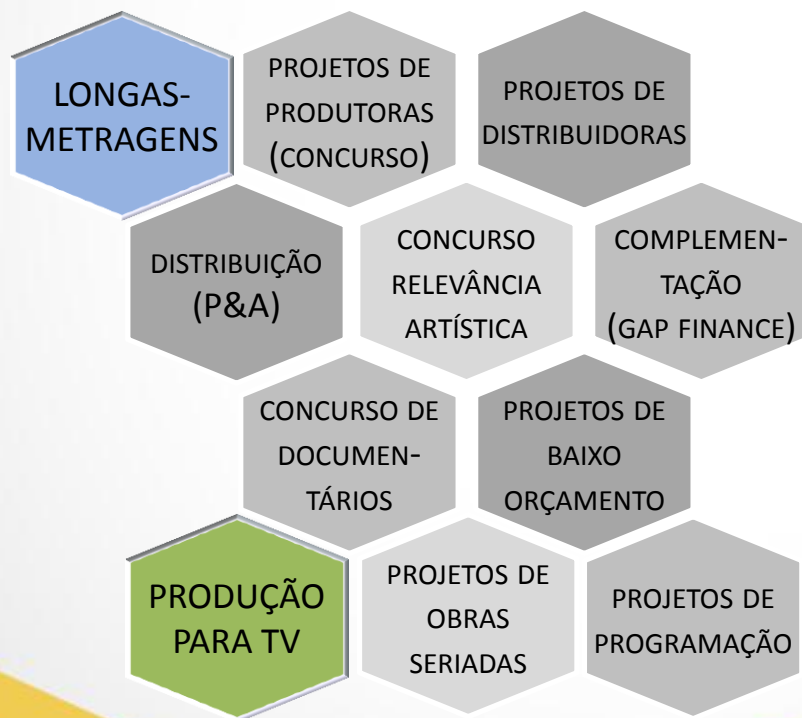 LONGAS-
METRAGENS
PROJETOS DE
PRODUTORAS
(CONCURSO)
PROJETOS DE
DISTRIBUIDORAS
DISTRIBUIÇÃO
(P&A)
CONCURSO
RELEVÂNCIA
ARTÍSTICA
COMPLEMEN-
TAÇÃO
(GAP FINANCE)
CONCURSO DE
DOCUMEN-
TÁRIOS
PROJETOS DE
BAIXO
ORÇAMENTO
PRODUÇÃO
PARA TV
PROJETOS DE
OBRAS
SERIADAS
PROJETOS DE
PROGRAMAÇÃO